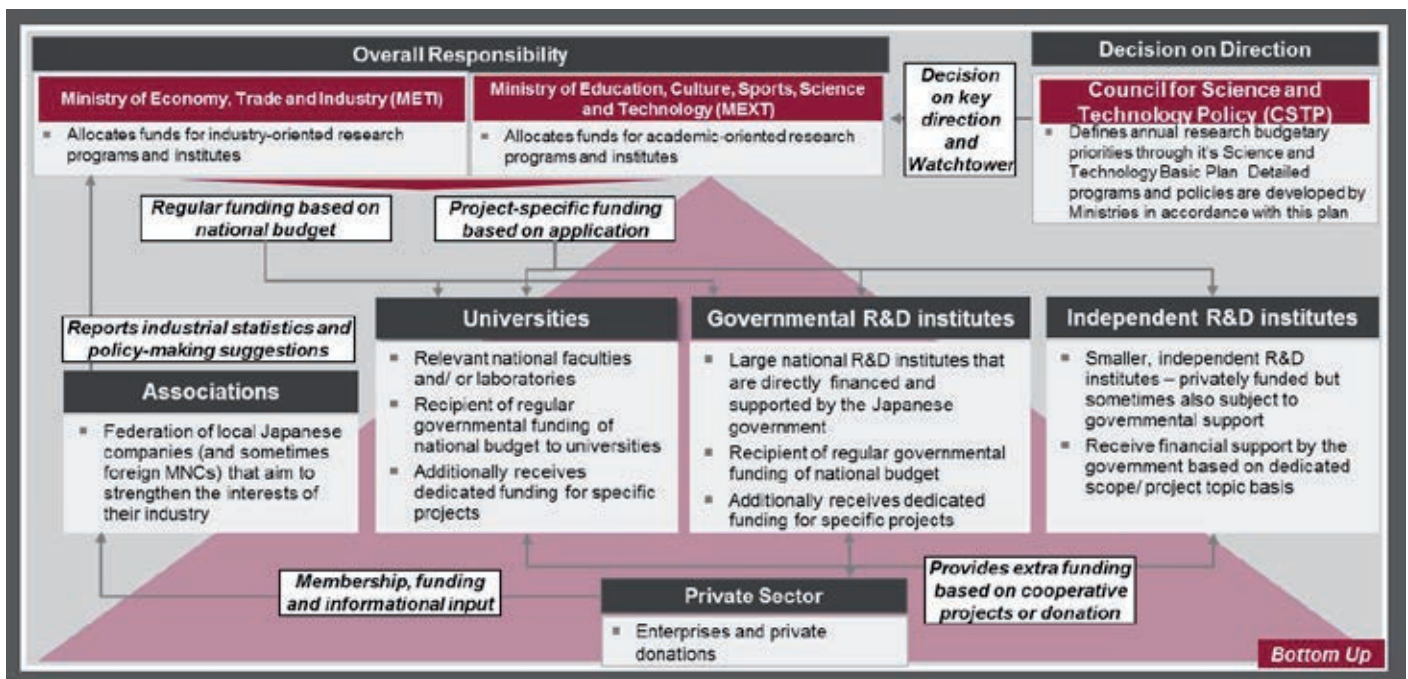 Overall Responsibility
Ministry of Economy, Trade and Industry (METI)
Allocates funds for industry-oriented research
programs and institutes
Ministry of Education, Culture, Sports, Science
and Technology (MEXT)
Allocates funds for academic-oriented research
programs and institutes
Decision
on key
direction
and
Watchtower
Decision on Direction
Council for Science and
Technology Policy (CSTP)
Defines annual research budgetary
priorities through it's Science and
Technology Basic Plan Detailed
programs and policies are developed by
Ministries in accordance with this plan
Regular funding based on
national budget
Project-specific funding
based on application
Reports industrial statistics and
policy-making suggestions
Associations
Federation of local Japanese
companies (and sometimes
foreign MNCs) that aim to
strengthen the interests of
their industry
Universities
Relevant national faculties
and/ or laboratories
Recipient of regular
governmental funding of
national budget to universities
Additionally receives
dedicated funding for specific
projects
Governmental R&D institutes
Large national R&D institutes that
are directly financed and
supported by the Japanese
government
Recipient of regular governmental
funding of national budget
Additionally receives dedicated
funding for specific projects
Independent R&D institutes
Smaller, independent R&D
institutes – privately funded but
sometimes also subject to
governmental support
Receive financial support by the
government based on dedicated
scope/ project topic basis
Membership, funding
and informational input
Private Sector
Enterprises and private
donations
Provides extra funding
based on cooperative
projects or donation
Bottom Up